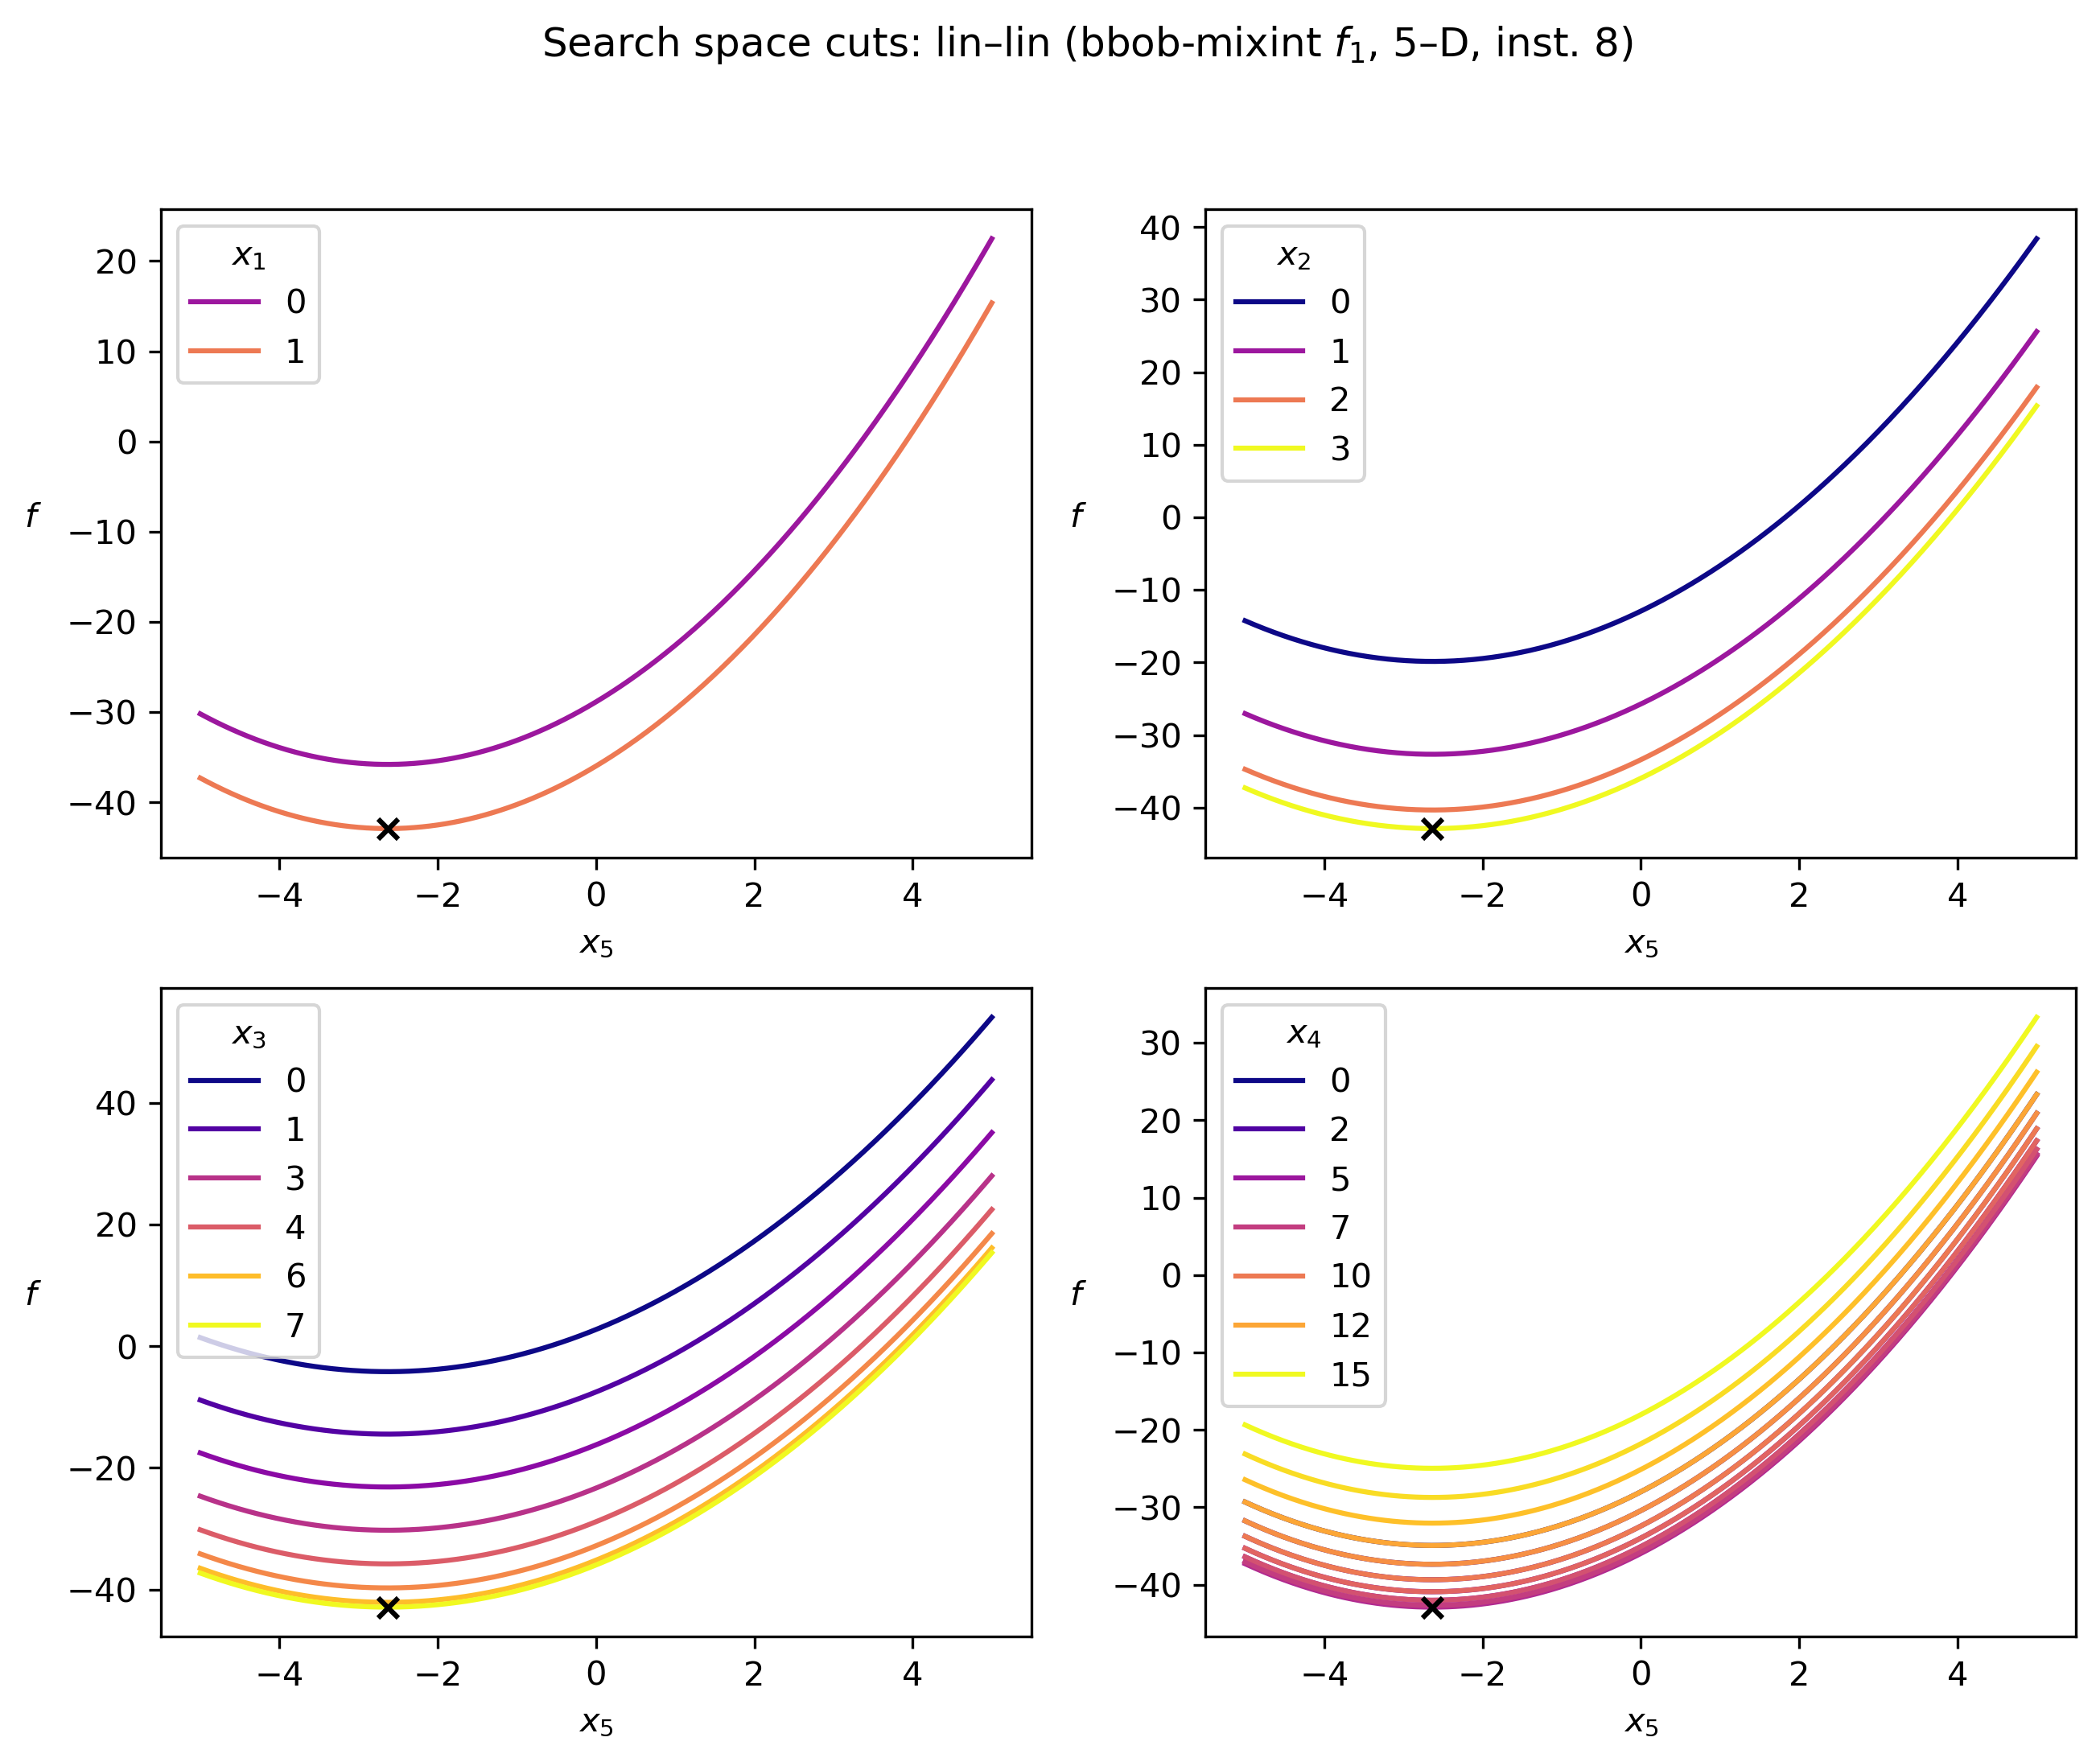 Search space cuts: lin–lin (bbob-mixint f₁, 5–D, inst. 8)
x₁
0
1
20
10
0
−10
−20
−30
−40
f
−4 −2 0 2 4
x₅
x₂
0
1
2
3
40
30
20
10
0
−10
−20
−30
−40
f
−4 −2 0 2 4
x₅
x₃
0
1
3
4
6
7
40
20
0
−20
−40
f
−4 −2 0 2 4
x₅
x₄
0
2
5
7
10
12
15
30
20
10
0
−10
−20
−30
−40
f
−4 −2 0 2 4
x₅